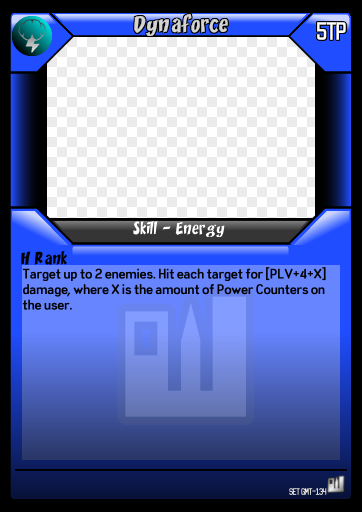 Dynaforce
5TP
Skill - Energy
H Rank
Target up to 2 enemies. Hit each target for [PLV+4+X]
damage, where X is the amount of Power Counters on
the user.
SET GMT-134